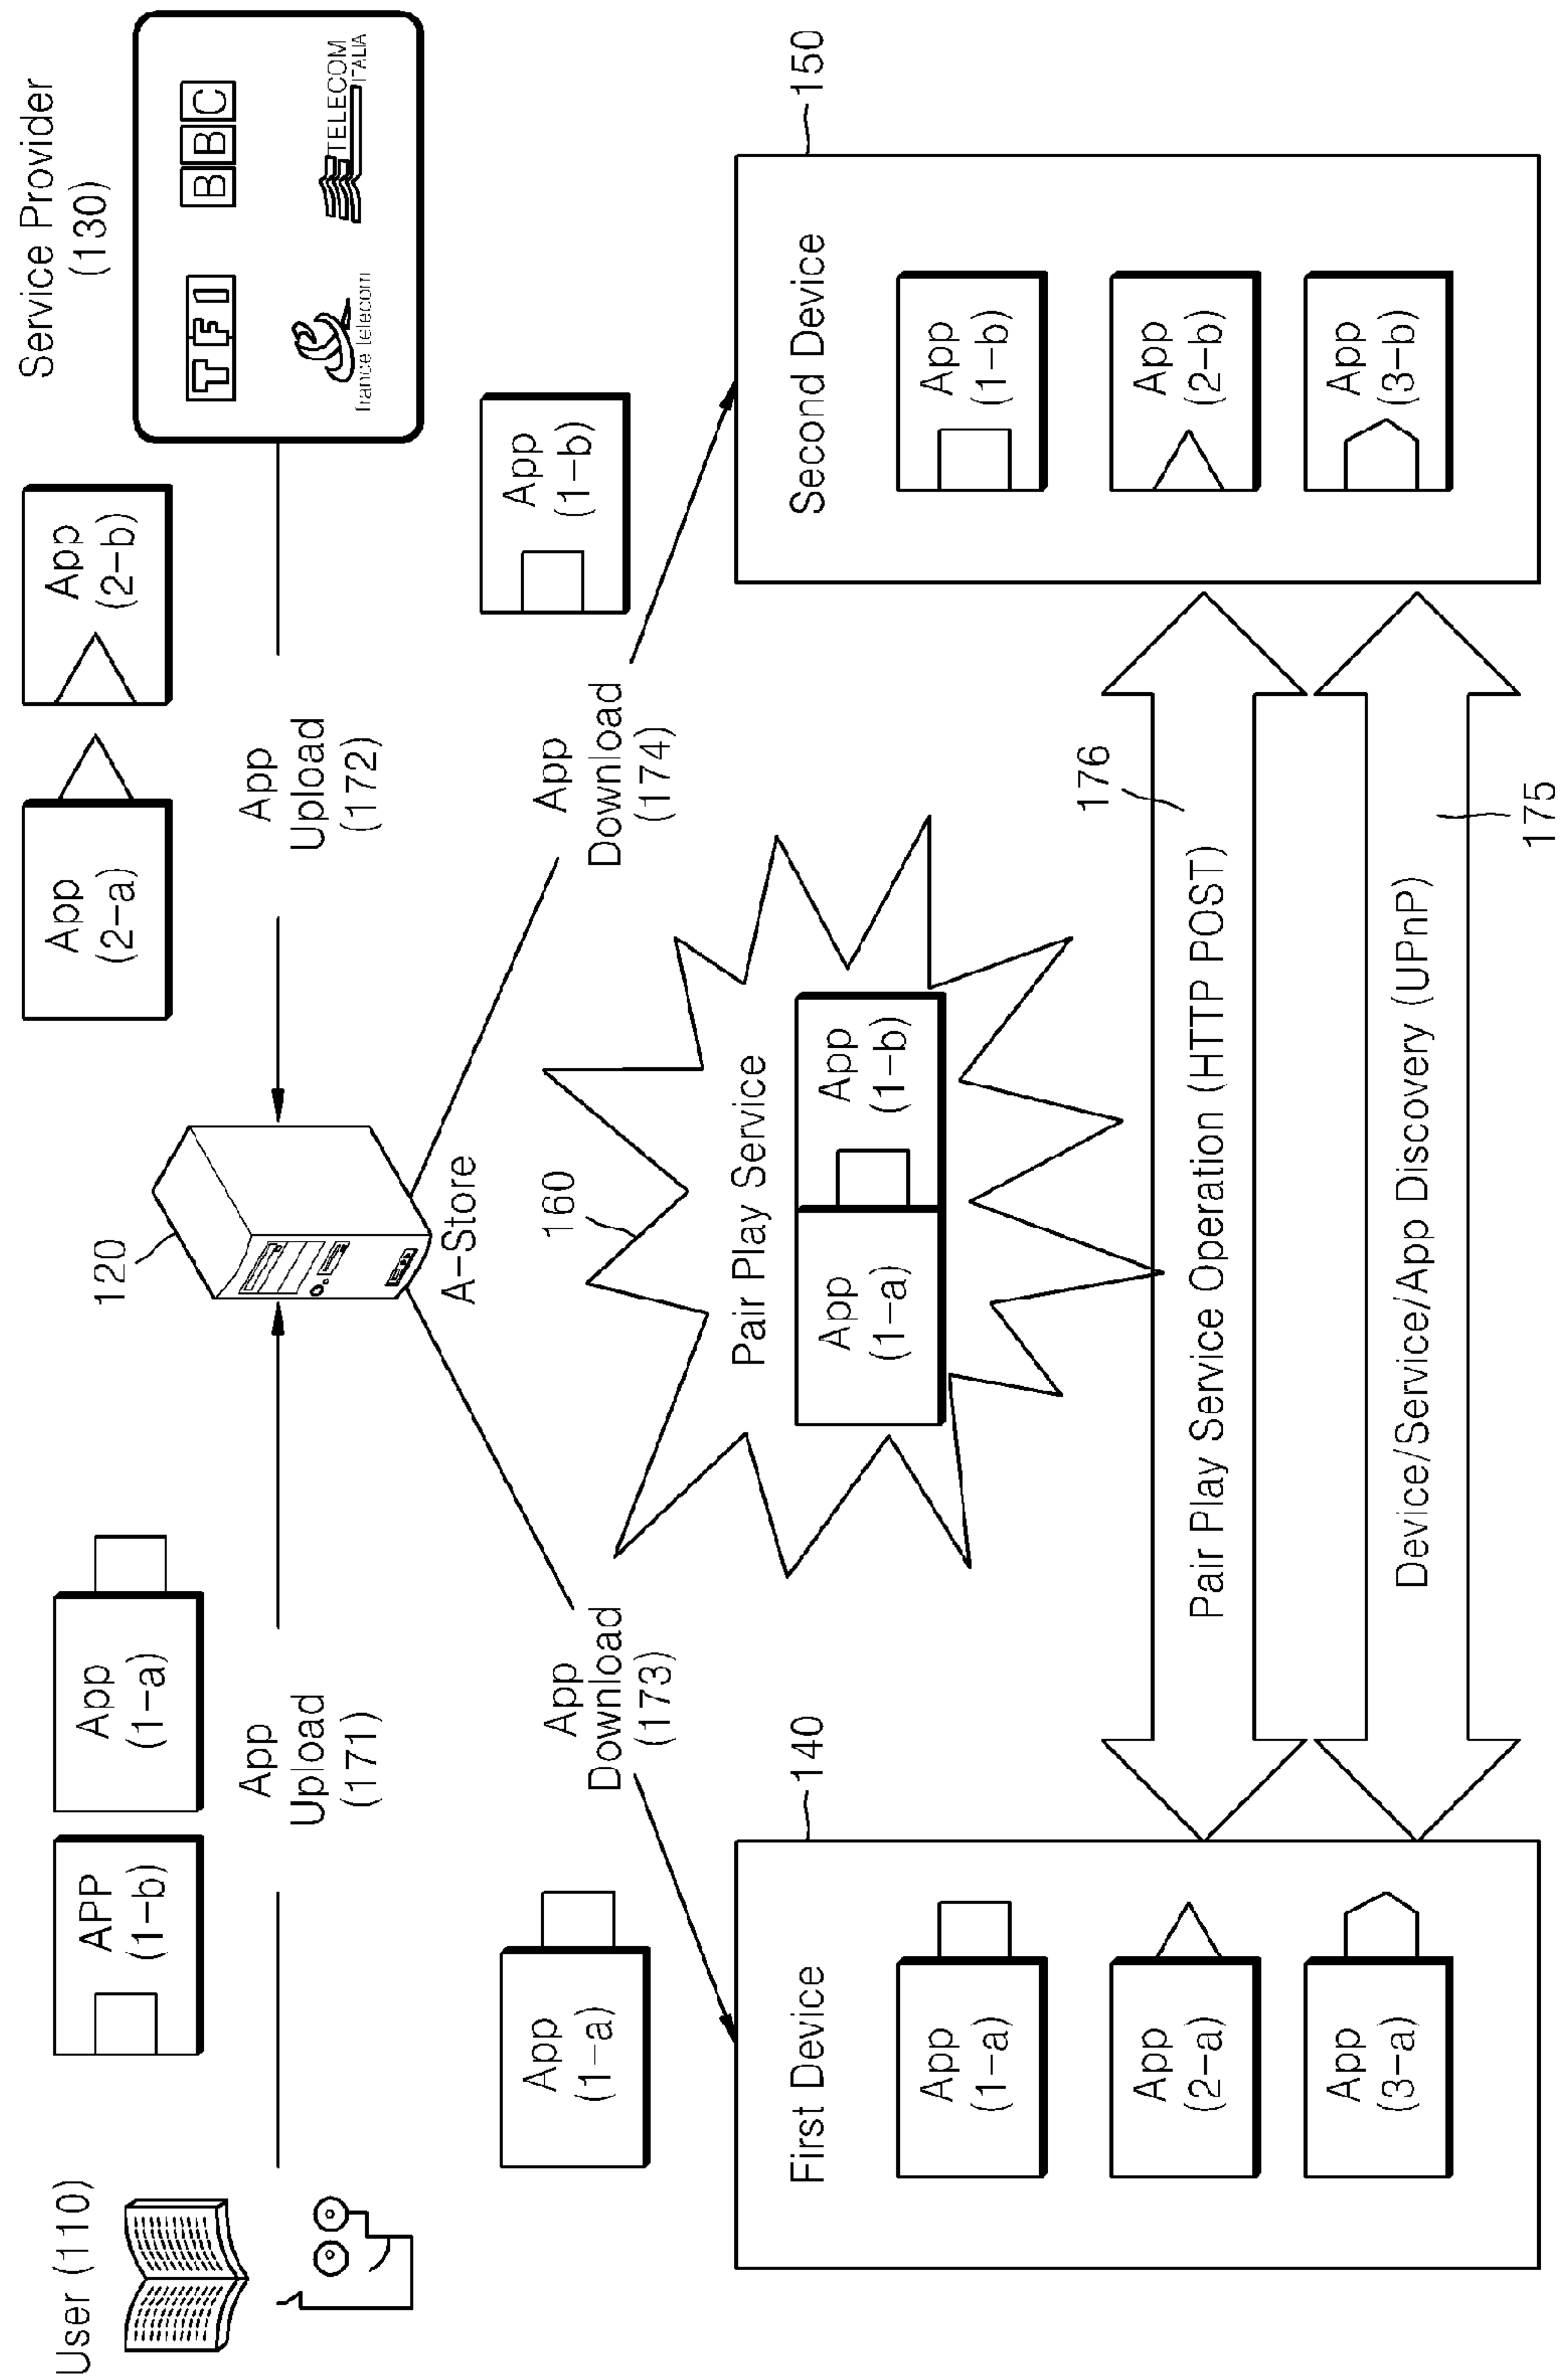 User (110)
APP
(1-b)
App
(1-a)
App
Upload
(171)
120
A-Store
App
(2-a)
App
(2-b)
App
Upload
(172)
Service Provider
(130)
TF1
BBC
france telecom
TELECOM
ITALIA
App
(1-a)
App
Download
(173)
160
Pair Play Service
App
(1-a)
App
(1-b)
App
Download
(174)
App
(1-b)
140
First Device
App
(1-a)
App
(2-a)
App
(3-a)
176
Pair Play Service Operation (HTTP POST)
Device/Service/App Discovery (UPnP)
175
150
Second Device
App
(1-b)
App
(2-b)
App
(3-b)